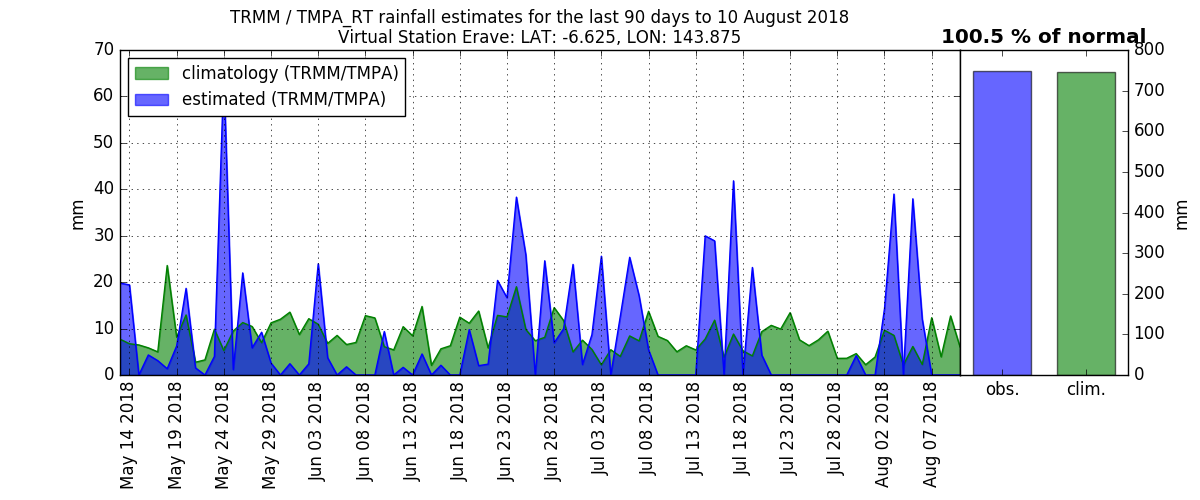 TRMM / TMPA_RT rainfall estimates for the last 90 days to 10 August 2018
Virtual Station Erave: LAT: -6.625, LON: 143.875
100.5 % of normal
climatology (TRMM/TMPA)
estimated (TRMM/TMPA)
70
60
50
40
30
20
10
0
mm
May 14 2018
May 19 2018
May 24 2018
May 29 2018
Jun 03 2018
Jun 08 2018
Jun 13 2018
Jun 18 2018
Jun 23 2018
Jun 28 2018
Jul 03 2018
Jul 08 2018
Jul 13 2018
Jul 18 2018
Jul 23 2018
Jul 28 2018
Aug 02 2018
Aug 07 2018
obs.
clim.
800
700
600
500
400
300
200
100
0
mm